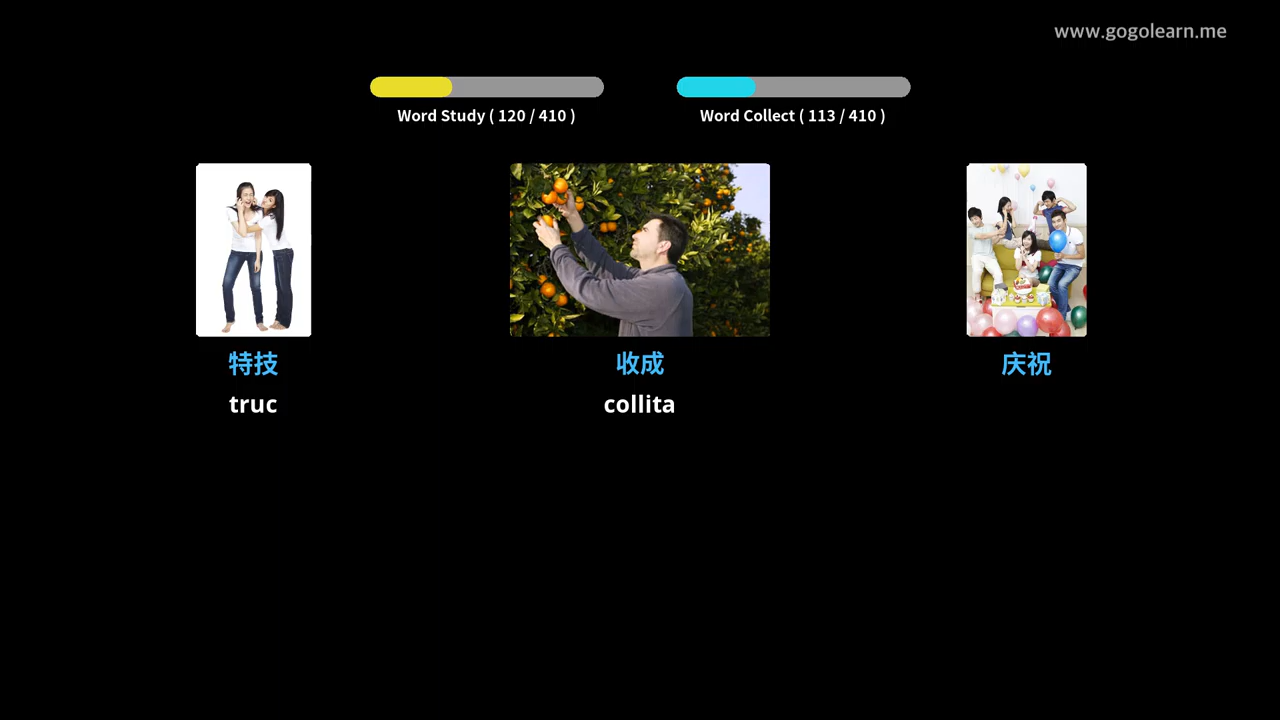 www.gogolearn.me
Word Study ( 120 / 410 )
Word Collect ( 113 / 410 )
特技
收成
庆祝
truc
collita